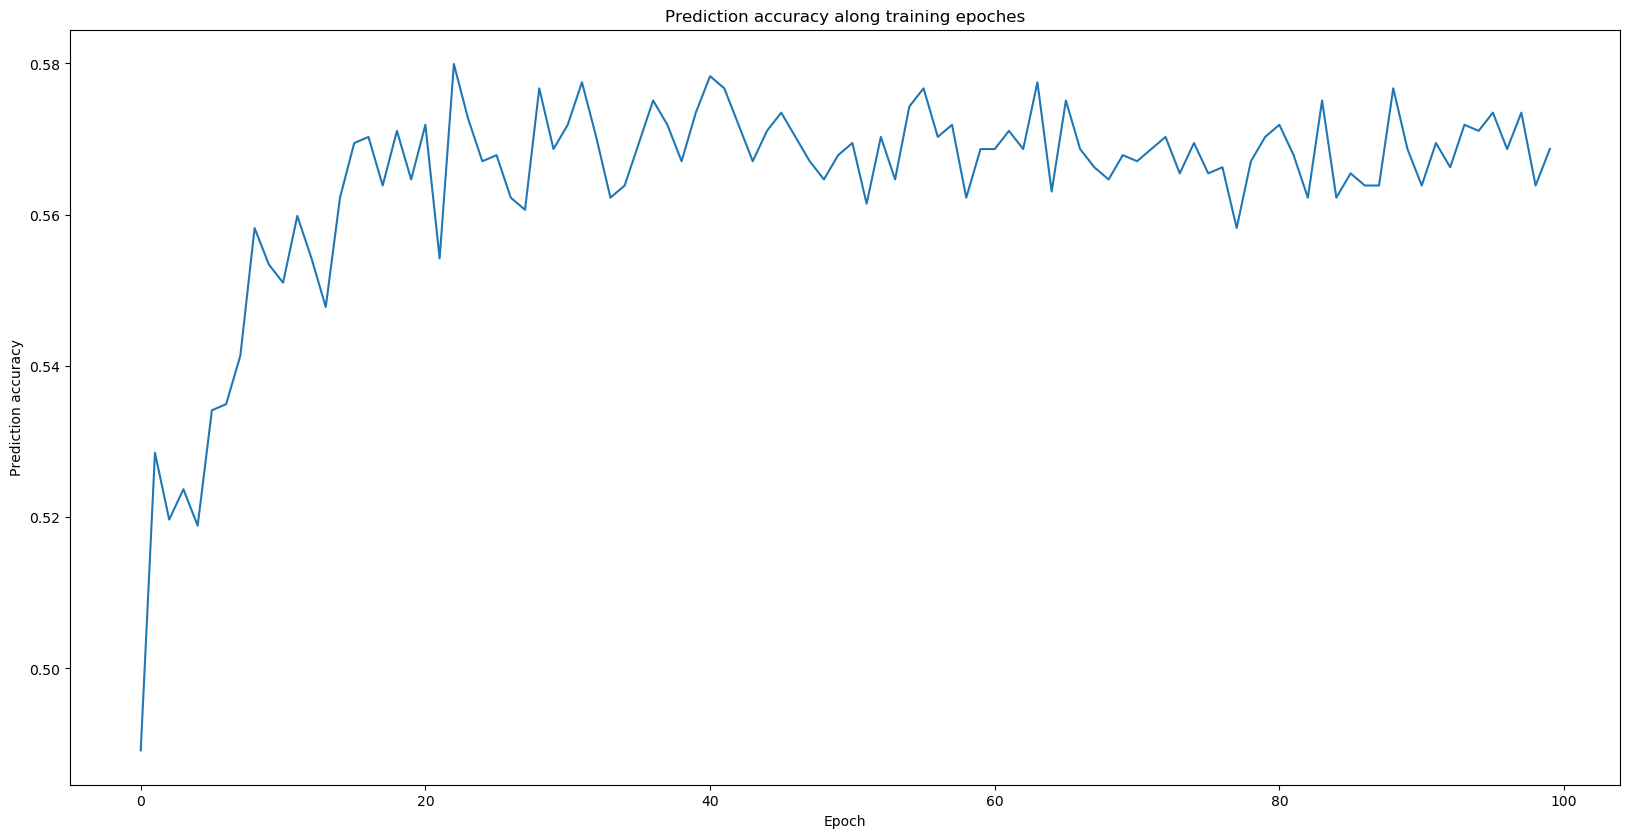 Prediction accuracy along training epoches
0.58
0.56
0.54
0.52
0.50
Prediction accuracy
0 20 40 60 80 100
Epoch